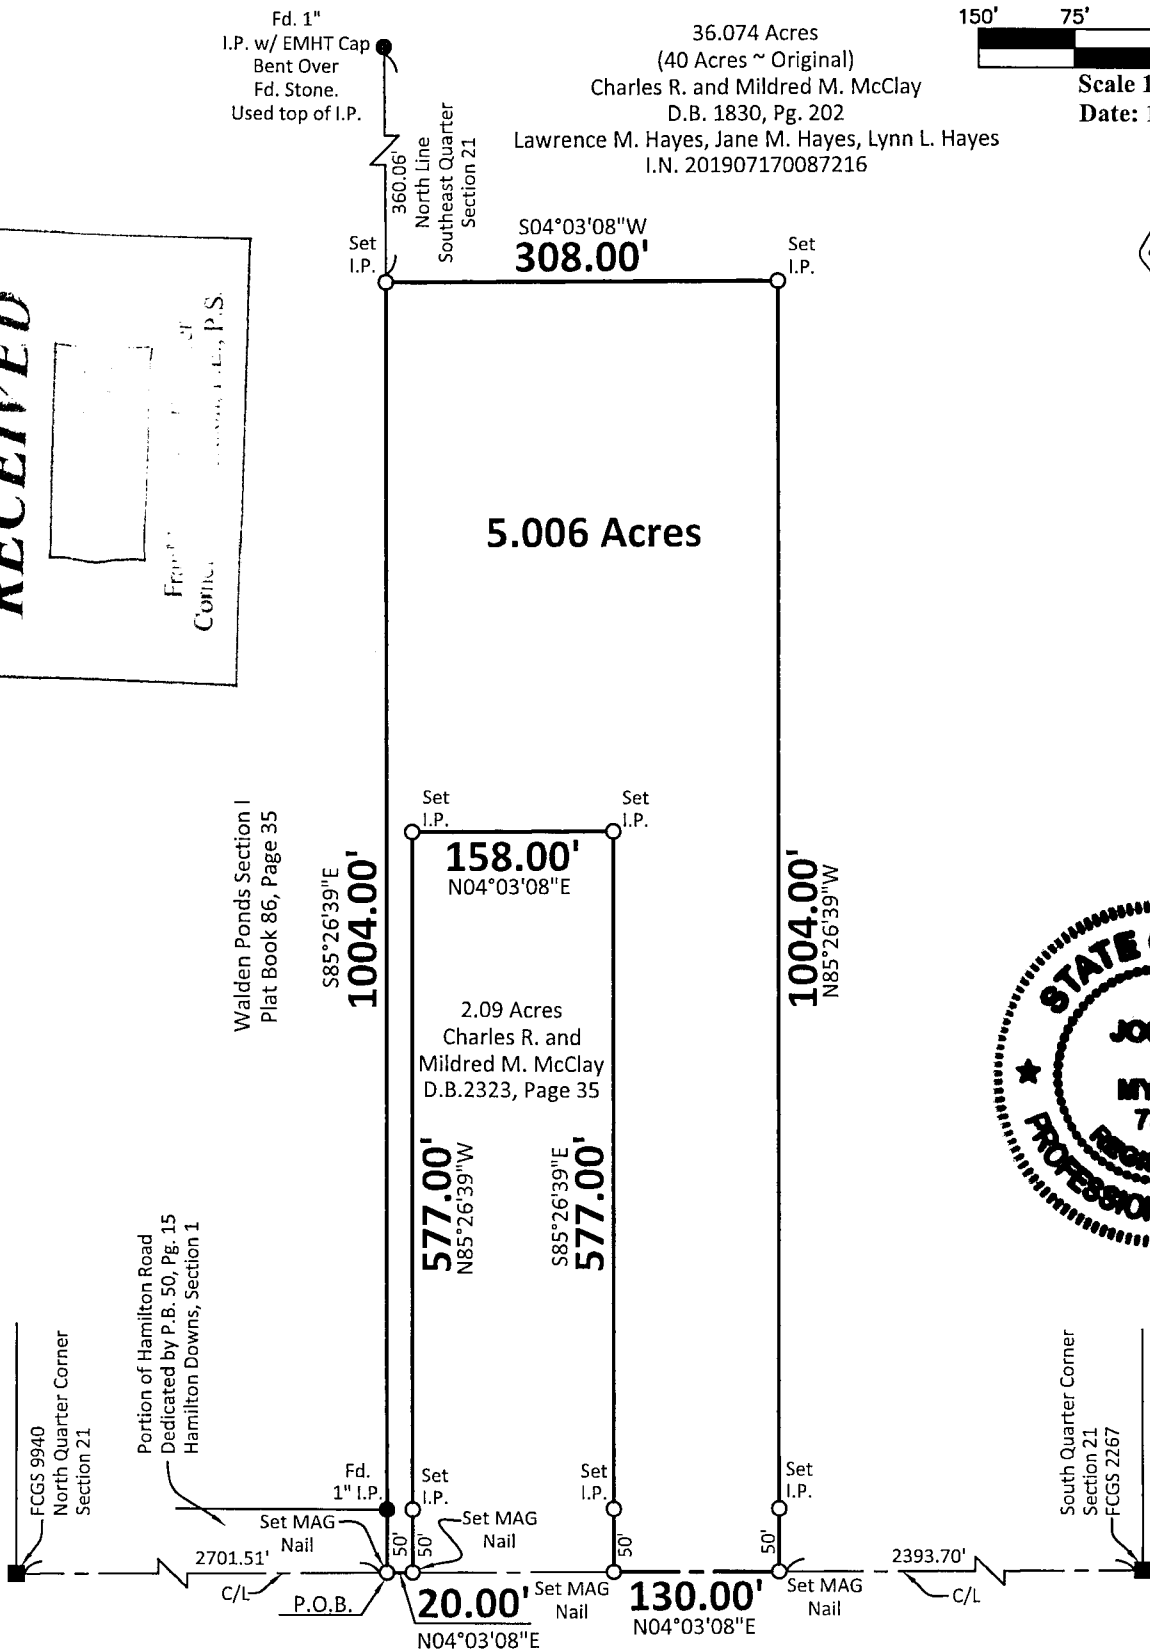 Fd. 1"
I.P. w/ EMHT Cap
Bent Over
Fd. Stone.
Used top of I.P.
36.074 Acres
(40 Acres ~ Original)
Charles R. and Mildred M. McClay
D.B. 1830, Pg. 202
Lawrence M. Hayes, Jane M. Hayes, Lynn L. Hayes
I.N. 201907170087216
150' 75'
Scale 1
Date: 1
360.06'
North Line
Southeast Quarter
Section 21
Set
I.P.
S04°03'08"W
308.00'
Set
I.P.
RECEIVED
P.S.
5.006 Acres
Walden Ponds Section I
Plat Book 86, Page 35
S85°26'39"E
1004.00'
Set
I.P.
Set
I.P.
158.00'
N04°03'08"E
1004.00'
N85°26'39"W
2.09 Acres
Charles R. and
Mildred M. McClay
D.B.2323, Page 35
577.00'
N85°26'39"W
S85°26'39"E
577.00'
STATE
JO
MY
7
PROFESSION
Portion of Hamilton Road
Dedicated by P.B. 50, Pg. 15
Hamilton Downs, Section 1
FCGS 9940
North Quarter Corner
Section 21
South Quarter Corner
Section 21
FCGS 2267
Fd.
1" I.P.
Set
I.P.
Set
I.P.
Set
I.P.
Set MAG
Nail
Set MAG
Nail
50'
50'
50'
50'
2701.51'
C/L
P.O.B.
20.00'
N04°03'08"E
Set MAG
Nail
130.00'
N04°03'08"E
Set MAG
Nail
2393.70'
C/L